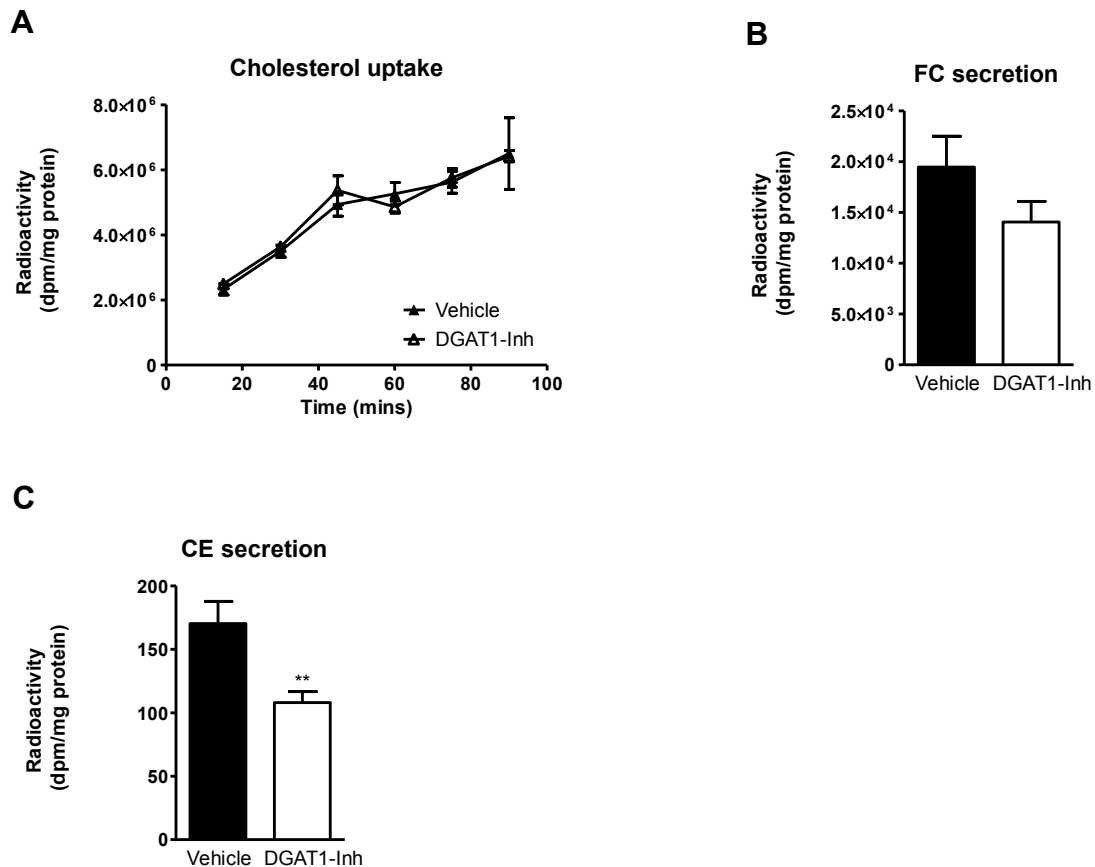 A
Cholesterol uptake
Radioactivity
(dpm/mg protein)
8.0×10⁶
6.0×10⁶
4.0×10⁶
2.0×10⁶
0
0 20 40 60 80 100
Time (mins)
Vehicle
DGAT1-Inh
B
FC secretion
Radioactivity
(dpm/mg protein)
2.5×10⁴
2.0×10⁴
1.5×10⁴
1.0×10⁴
5.0×10³
0
Vehicle DGAT1-Inh
C
CE secretion
Radioactivity
(dpm/mg protein)
200
150
100
50
0
**
Vehicle DGAT1-Inh